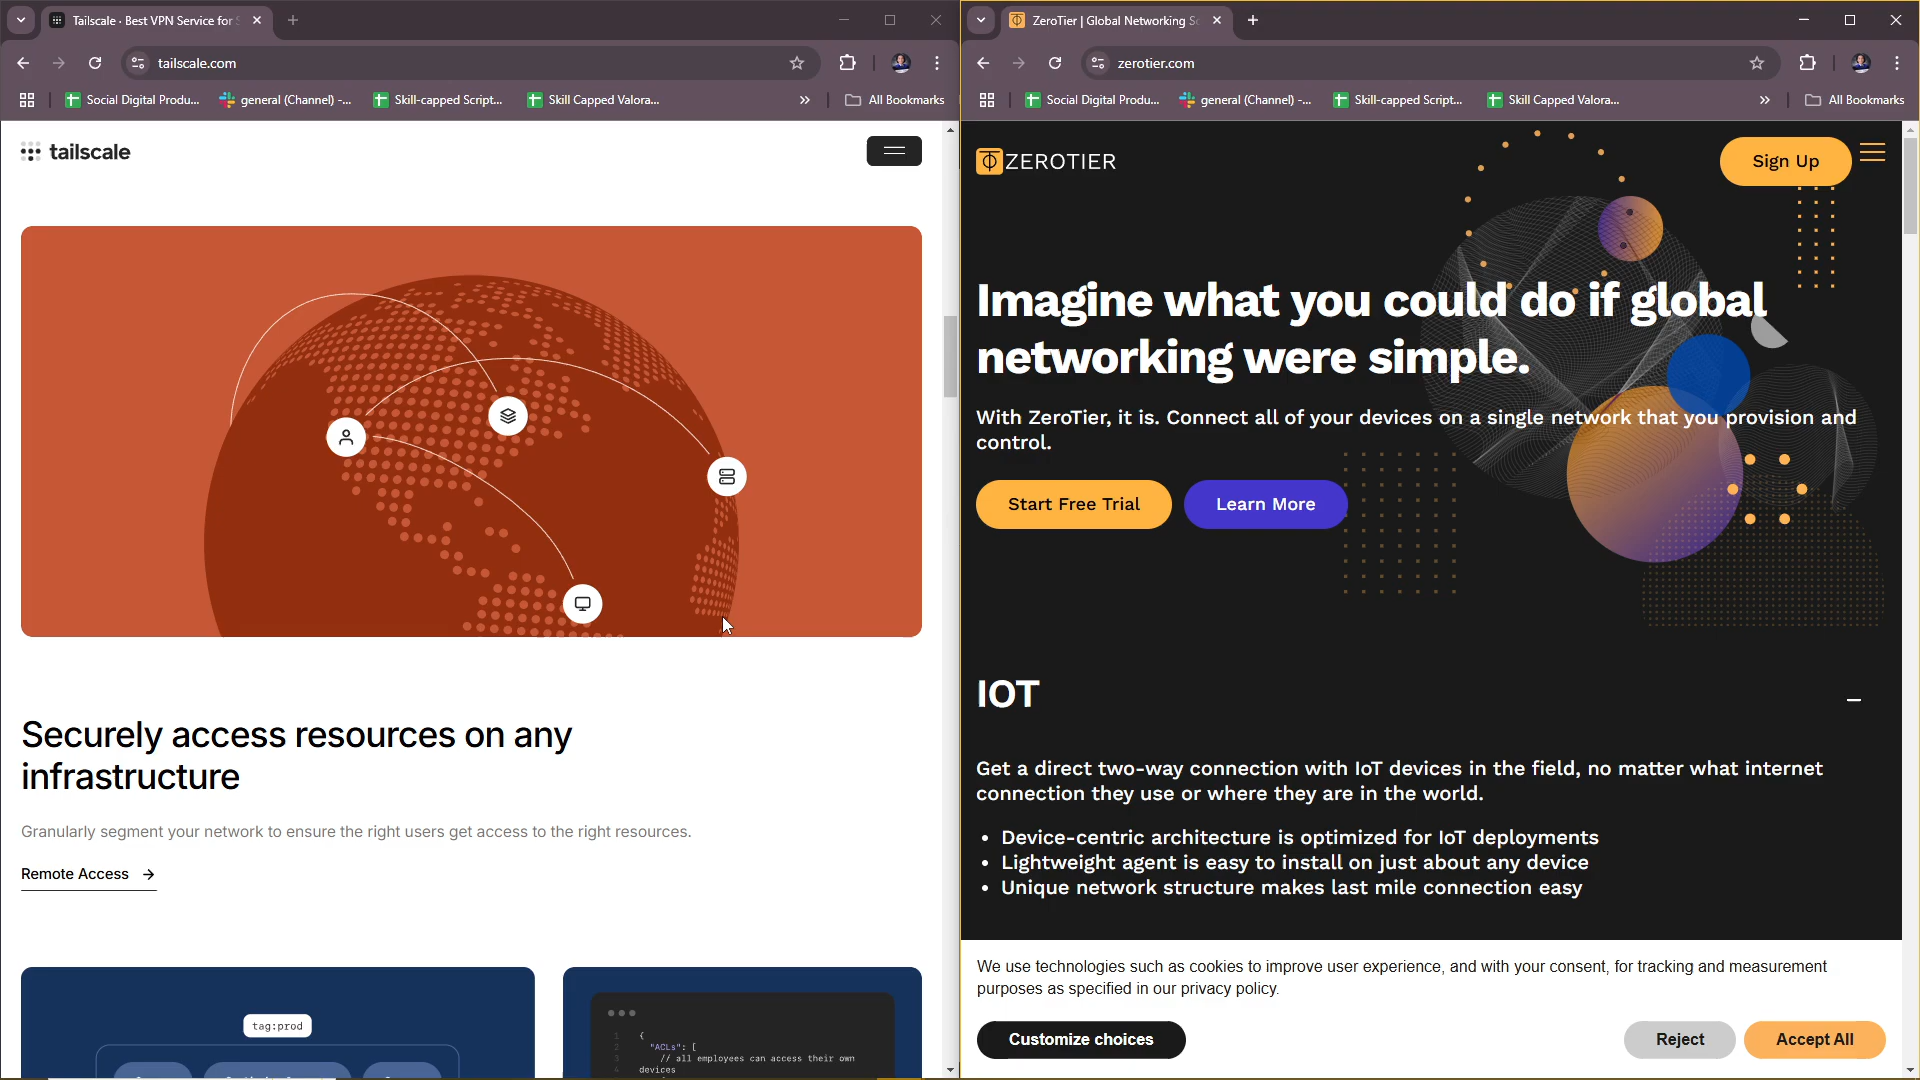 Tailscale · Best VPN Service for S
tailscale.com
Social Digital Produ...
general (Channel) -...
Skill-capped Script...
Skill Capped Valora...
»
All Bookmarks
tailscale
Securely access resources on any
infrastructure
Granularly segment your network to ensure the right users get access to the right resources.
Remote Access →
tag:prod
1 {
2 "ACLs": [
3 // all employees can access their own
4 devices
ZeroTier | Global Networking So
zerotier.com
Social Digital Produ...
general (Channel) -...
Skill-capped Script...
Skill Capped Valora...
»
All Bookmarks
ZEROTIER
Sign Up
Imagine what you could do if global
networking were simple.
With ZeroTier, it is. Connect all of your devices on a single network that you provision and
control.
Start Free Trial
Learn More
IOT
Get a direct two-way connection with IoT devices in the field, no matter what internet
connection they use or where they are in the world.
• Device-centric architecture is optimized for IoT deployments
• Lightweight agent is easy to install on just about any device
• Unique network structure makes last mile connection easy
We use technologies such as cookies to improve user experience, and with your consent, for tracking and measurement
purposes as specified in our privacy policy.
Customize choices
Reject
Accept All